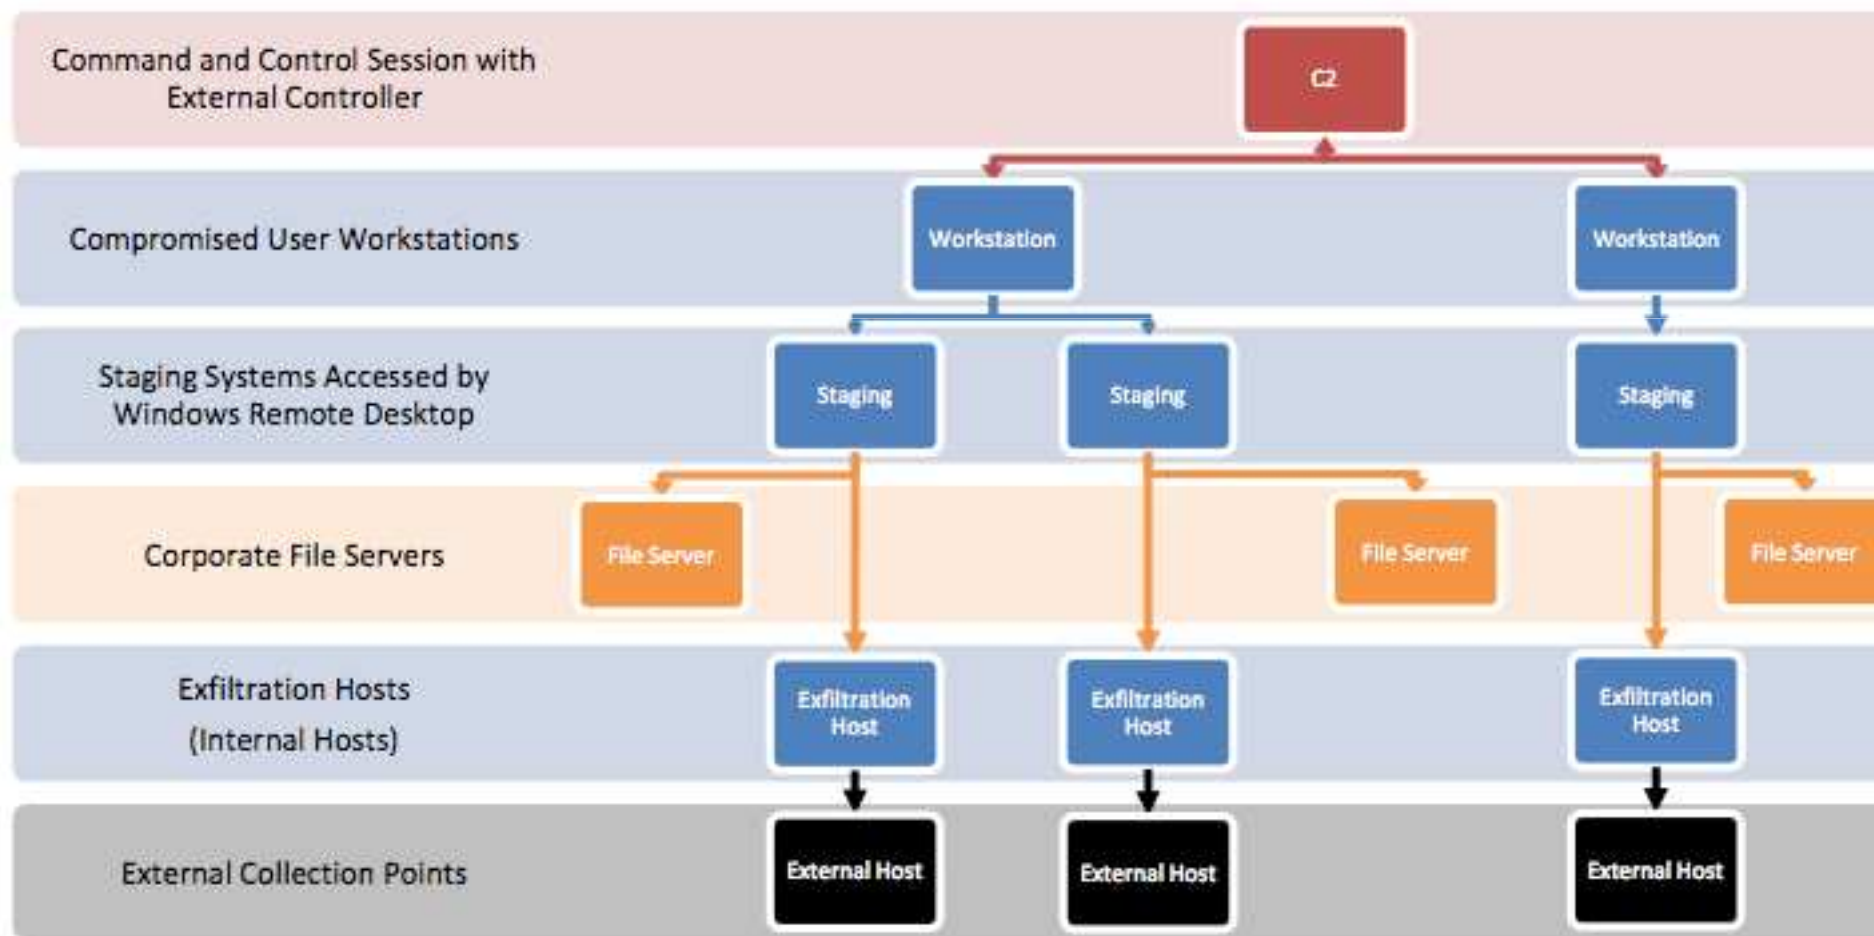 Command and Control Session with
External Controller
C2
Compromised User Workstations
Workstation
Workstation
Staging Systems Accessed by
Windows Remote Desktop
Staging
Staging
Staging
Corporate File Servers
File Server
File Server
File Server
Exfiltration Hosts
(Internal Hosts)
Exfiltration
Host
Exfiltration
Host
Exfiltration
Host
External Collection Points
External Host
External Host
External Host